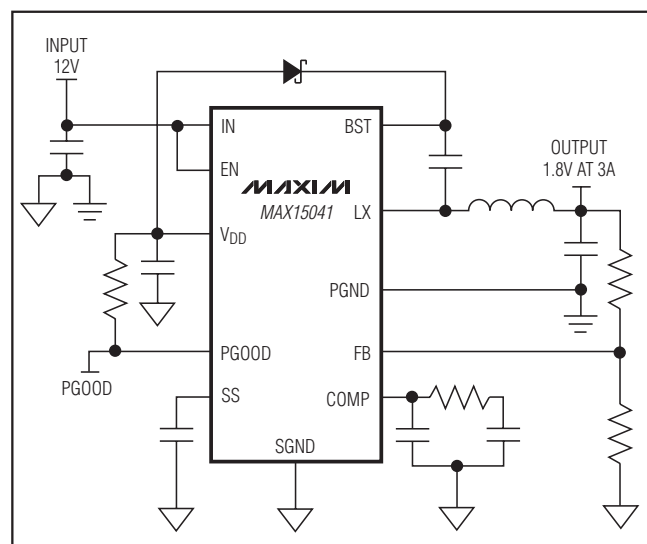 INPUT
12V
IN
BST
OUTPUT
1.8V AT 3A
EN
MAXIM
MAX15041
LX
VDD
PGND
PGOOD
FB
PGOOD
SS
COMP
SGND